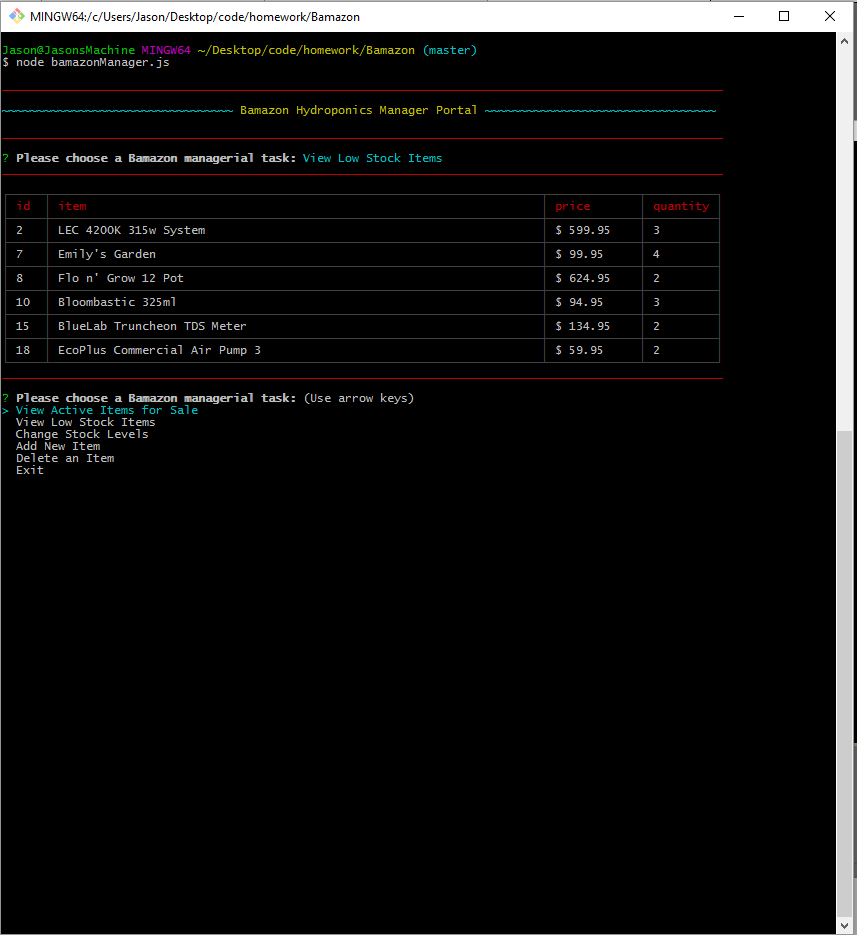 MINGW64:/c/Users/Jason/Desktop/code/homework/Bamazon
Jason@JasonsMachine MINGW64 ~/Desktop/code/homework/Bamazon (master)
$ node bamazonManager.js
~~~~~~~~~~~~~~~~~~~~~~~~~~~~~~~~~ Bamazon Hydroponics Manager Portal ~~~~~~~~~~~~~~~~~~~~~~~~~~~~~~~~~
? Please choose a Bamazon managerial task: View Low Stock Items
id item price quantity
2 LEC 4200K 315w System $ 599.95 3
7 Emily's Garden $ 99.95 4
8 Flo n' Grow 12 Pot $ 624.95 2
10 Bloombastic 325ml $ 94.95 3
15 BlueLab Truncheon TDS Meter $ 134.95 2
18 EcoPlus Commercial Air Pump 3 $ 59.95 2
? Please choose a Bamazon managerial task: (Use arrow keys)
> View Active Items for Sale
View Low Stock Items
Change Stock Levels
Add New Item
Delete an Item
Exit